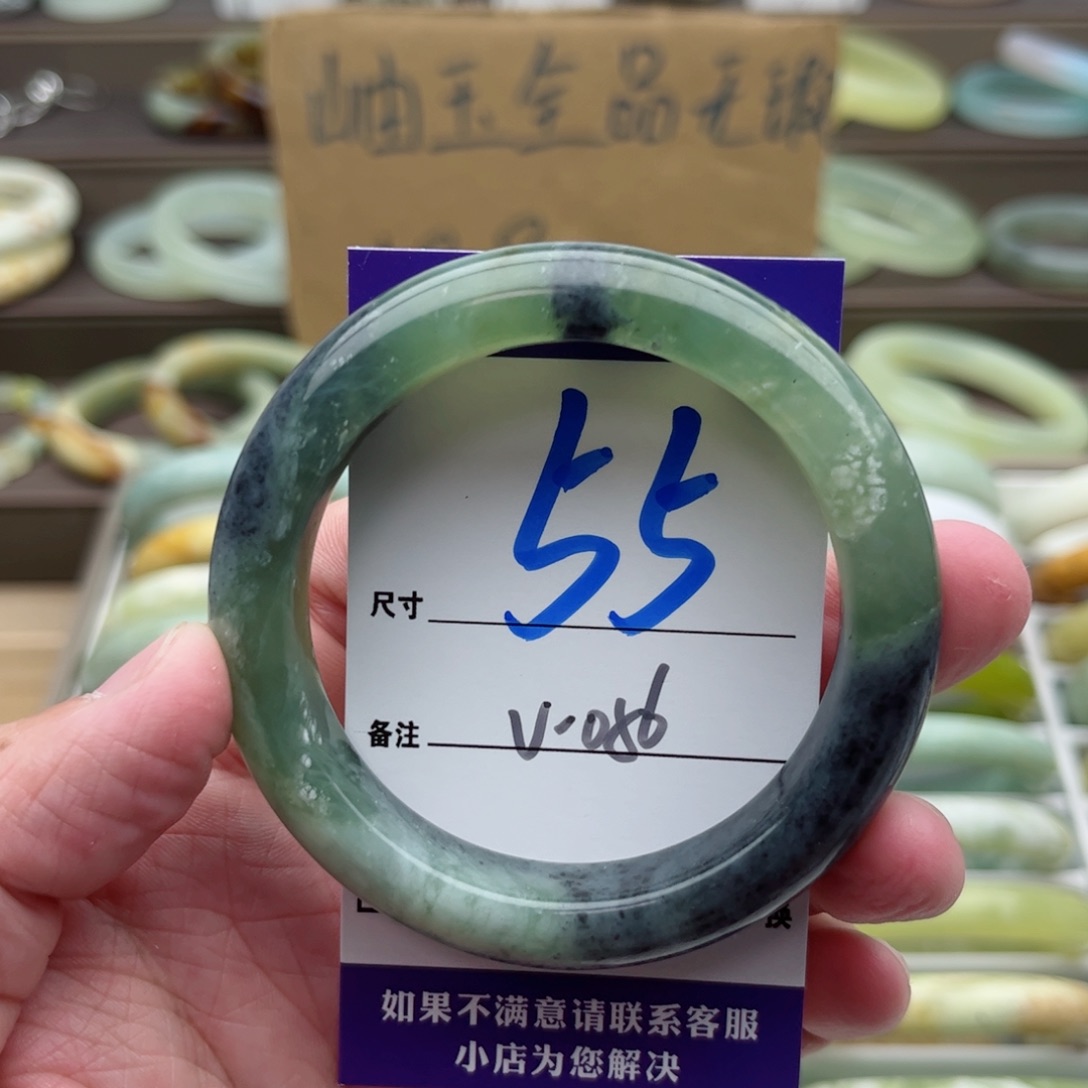 岫玉全品无
55
尺寸
备注 V-086
换
如果不满意请联系客服
小店为您解决